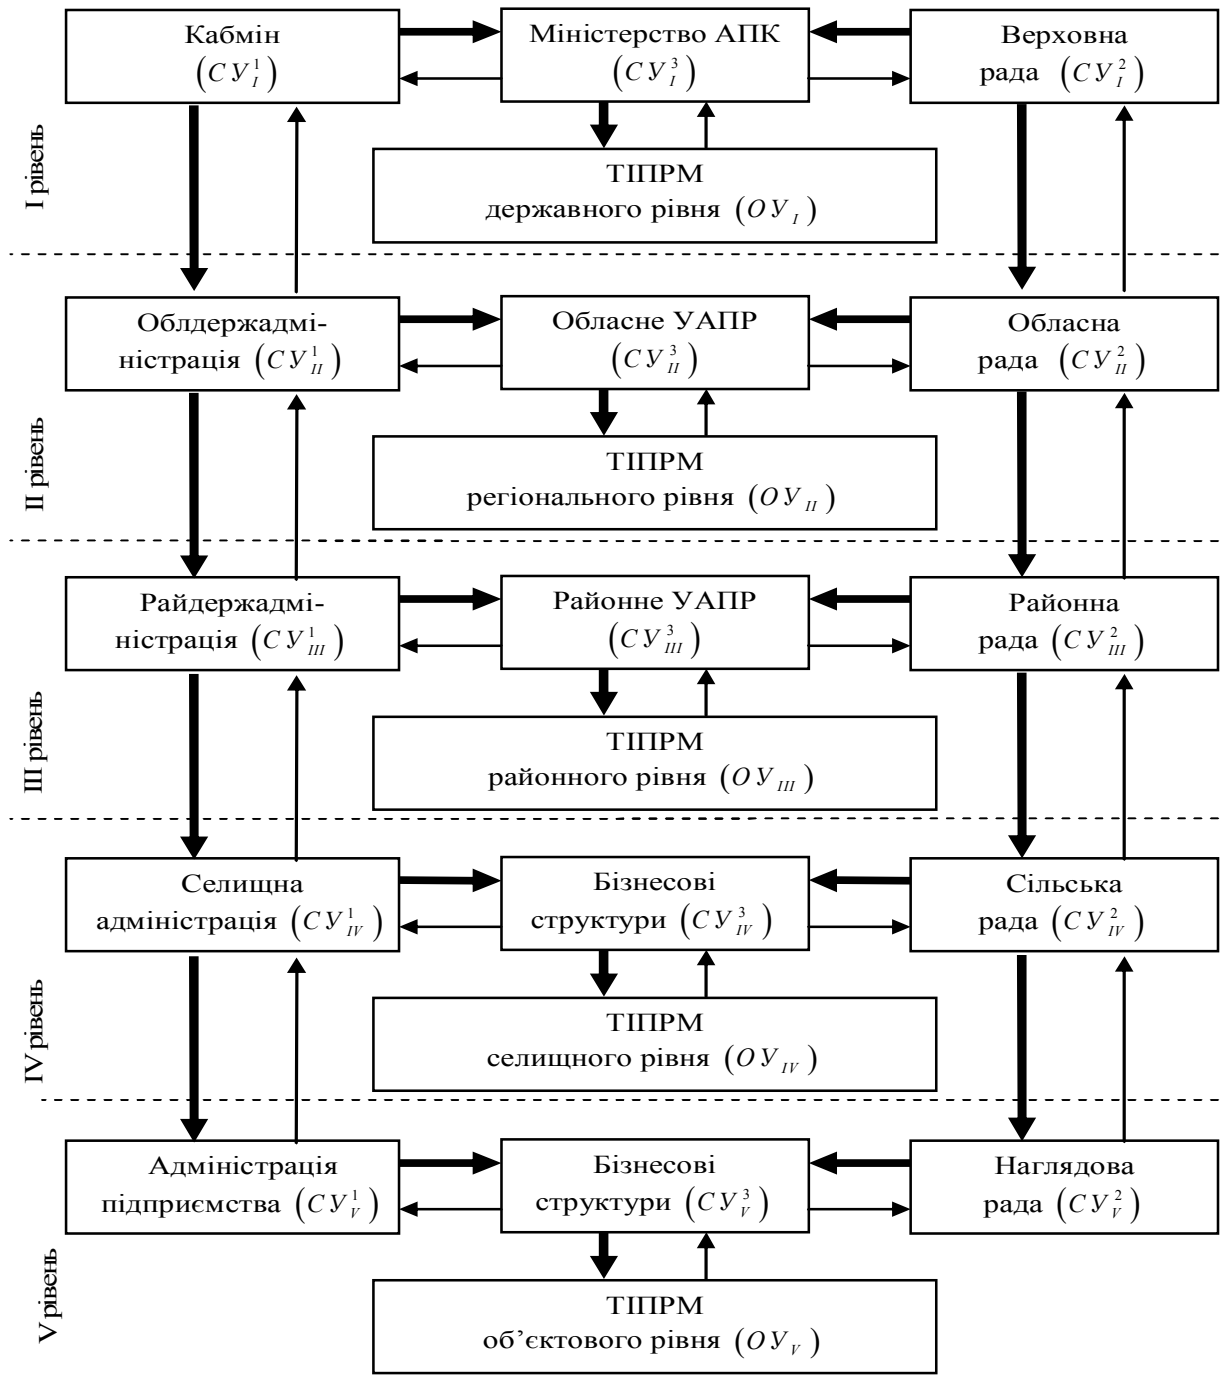 Кабмін
(СУ_I^1)
Міністерство АПК
(СУ_I^3)
Верховна
рада (СУ_I^2)
ТІПРМ
державного рівня (ОУ_I)
I рівень
Облдержадмі-
ністрація (СУ_II^1)
Обласне УАПР
(СУ_II^3)
Обласна
рада (СУ_II^2)
ТІПРМ
регіонального рівня (ОУ_II)
II рівень
Райдержадмі-
ністрація (СУ_III^1)
Районне УАПР
(СУ_III^3)
Районна
рада (СУ_III^2)
ТІПРМ
районного рівня (ОУ_III)
III рівень
Селищна
адміністрація (СУ_IV^1)
Бізнесові
структури (СУ_IV^3)
Сільська
рада (СУ_IV^2)
ТІПРМ
селищного рівня (ОУ_IV)
IV рівень
Адміністрація
підприємства (СУ_V^1)
Бізнесові
структури (СУ_V^3)
Наглядова
рада (СУ_V^2)
ТІПРМ
об’єктового рівня (ОУ_V)
V рівень